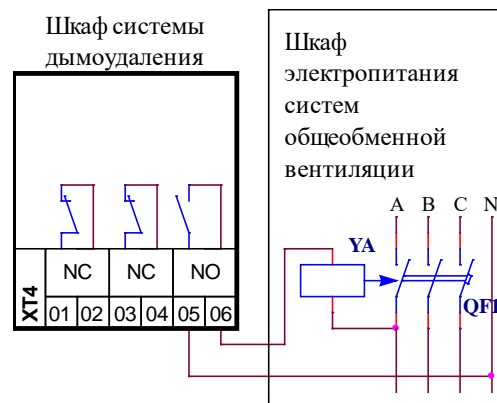 Шкаф системы
дымоудаления
Шкаф
электропитания
систем
общеобменной
вентиляции
A B C N
YA
QF1
XT4
NC NC NO
01 02 03 04 05 06